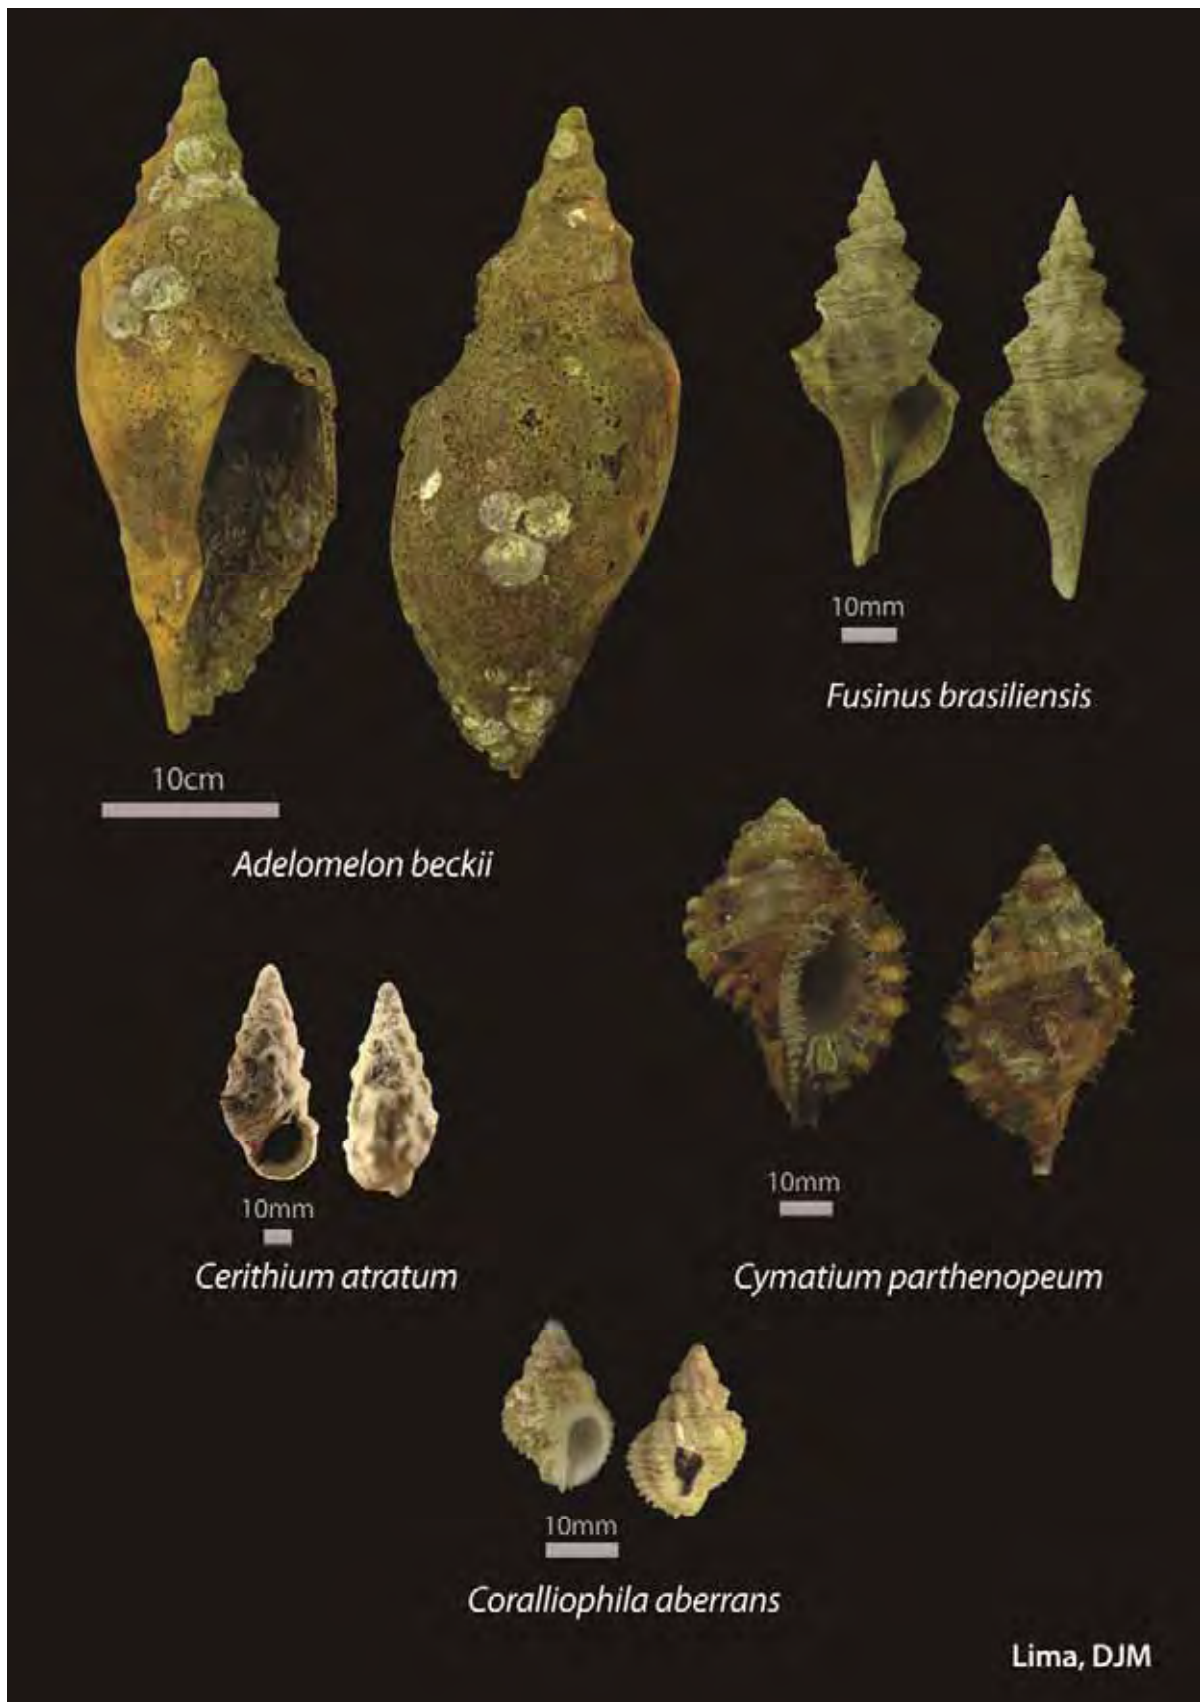 10mm
Fusinus brasiliensis
10cm
Adelomelon beckii
10mm
Cerithium atratum
10mm
Cymatium parthenopeum
10mm
Coralliophila aberrans
Lima, DJM